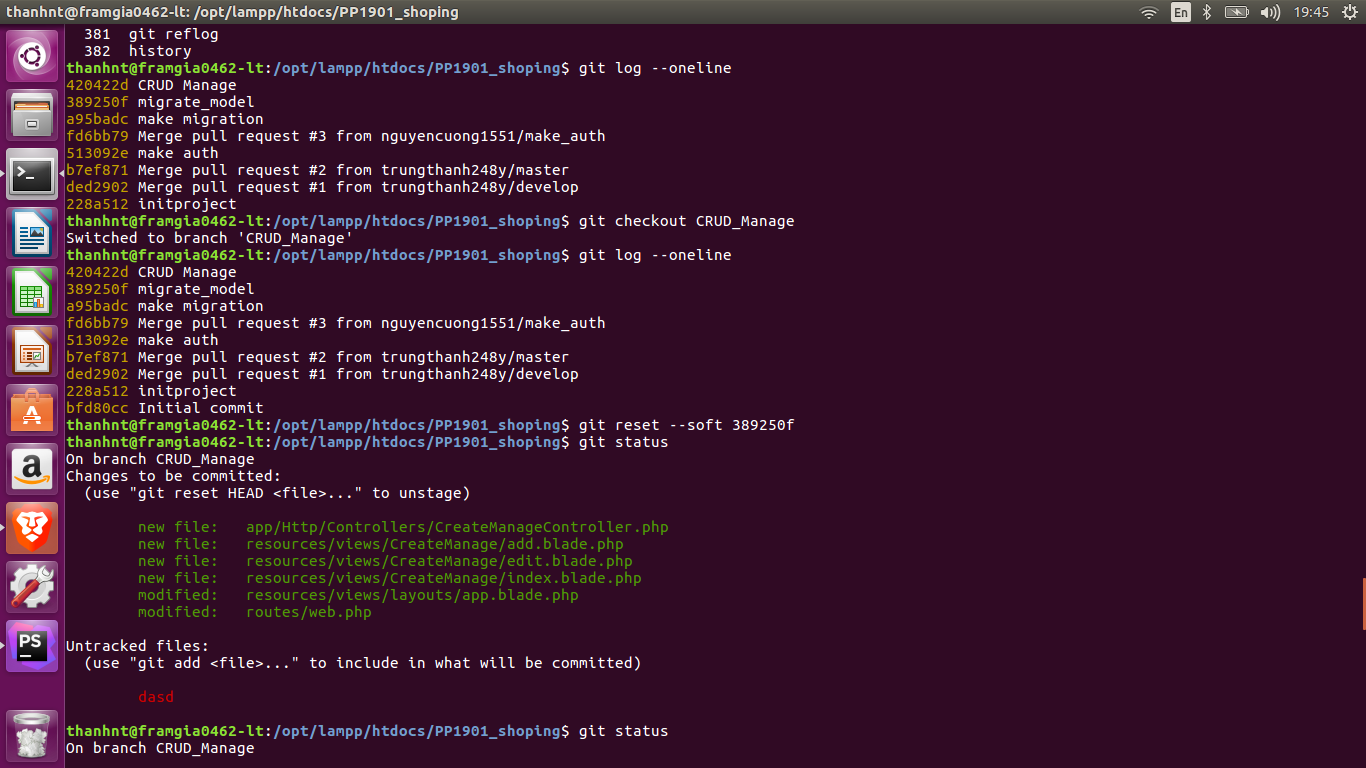 thanhnt@framgia0462-lt: /opt/lampp/htdocs/PP1901_shoping
En
19:45
381  git reflog
382  history
thanhnt@framgia0462-lt:/opt/lampp/htdocs/PP1901_shoping$ git log --oneline
420422d CRUD Manage
389250f migrate_model
a95badc make migration
fd6bb79 Merge pull request #3 from nguyencuong1551/make_auth
513092e make auth
b7ef871 Merge pull request #2 from trungthanh248y/master
ded2902 Merge pull request #1 from trungthanh248y/develop
228a512 initproject
thanhnt@framgia0462-lt:/opt/lampp/htdocs/PP1901_shoping$ git checkout CRUD_Manage
Switched to branch 'CRUD_Manage'
thanhnt@framgia0462-lt:/opt/lampp/htdocs/PP1901_shoping$ git log --oneline
420422d CRUD Manage
389250f migrate_model
a95badc make migration
fd6bb79 Merge pull request #3 from nguyencuong1551/make_auth
513092e make auth
b7ef871 Merge pull request #2 from trungthanh248y/master
ded2902 Merge pull request #1 from trungthanh248y/develop
228a512 initproject
bfd80cc Initial commit
thanhnt@framgia0462-lt:/opt/lampp/htdocs/PP1901_shoping$ git reset --soft 389250f
thanhnt@framgia0462-lt:/opt/lampp/htdocs/PP1901_shoping$ git status
On branch CRUD_Manage
Changes to be committed:
  (use "git reset HEAD <file>..." to unstage)
new file:   app/Http/Controllers/CreateManageController.php
new file:   resources/views/CreateManage/add.blade.php
new file:   resources/views/CreateManage/edit.blade.php
new file:   resources/views/CreateManage/index.blade.php
modified:   resources/views/layouts/app.blade.php
modified:   routes/web.php
Untracked files:
  (use "git add <file>..." to include in what will be committed)
dasd
thanhnt@framgia0462-lt:/opt/lampp/htdocs/PP1901_shoping$ git status
On branch CRUD_Manage
PS